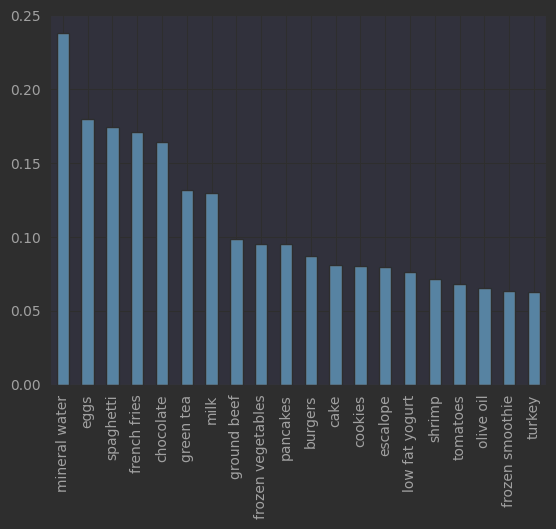 0.25
0.20
0.15
0.10
0.05
0.00
mineral water
eggs
spaghetti
french fries
chocolate
green tea
milk
ground beef
frozen vegetables
pancakes
burgers
cake
cookies
escalope
low fat yogurt
shrimp
tomatoes
olive oil
frozen smoothie
turkey